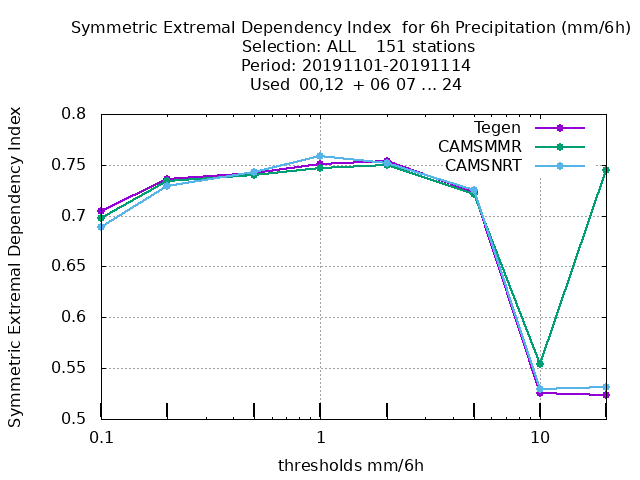 Symmetric Extremal Dependency Index  for 6h Precipitation (mm/6h)
Selection: ALL    151 stations
Period: 20191101-20191114
Used  00,12  + 06 07 ... 24
Symmetric Extremal Dependency Index
0.8
0.75
0.7
0.65
0.6
0.55
0.5
Tegen
CAMSMMR
CAMSNRT
0.1 1 10
thresholds mm/6h